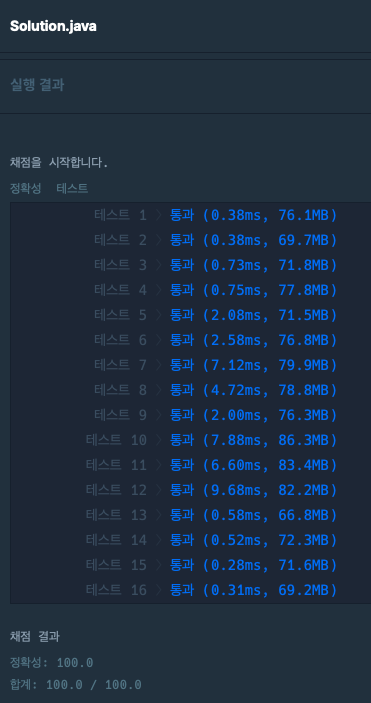 Solution.java
실행 결과
채점을 시작합니다.
정확성  테스트
테스트 1 > 통과 (0.38ms, 76.1MB)
테스트 2 > 통과 (0.38ms, 69.7MB)
테스트 3 > 통과 (0.73ms, 71.8MB)
테스트 4 > 통과 (0.75ms, 77.8MB)
테스트 5 > 통과 (2.08ms, 71.5MB)
테스트 6 > 통과 (2.58ms, 76.8MB)
테스트 7 > 통과 (7.12ms, 79.9MB)
테스트 8 > 통과 (4.72ms, 78.8MB)
테스트 9 > 통과 (2.00ms, 76.3MB)
테스트 10 > 통과 (7.88ms, 86.3MB)
테스트 11 > 통과 (6.60ms, 83.4MB)
테스트 12 > 통과 (9.68ms, 82.2MB)
테스트 13 > 통과 (0.58ms, 66.8MB)
테스트 14 > 통과 (0.52ms, 72.3MB)
테스트 15 > 통과 (0.28ms, 71.6MB)
테스트 16 > 통과 (0.31ms, 69.2MB)
채점 결과
정확성: 100.0
합계: 100.0 / 100.0